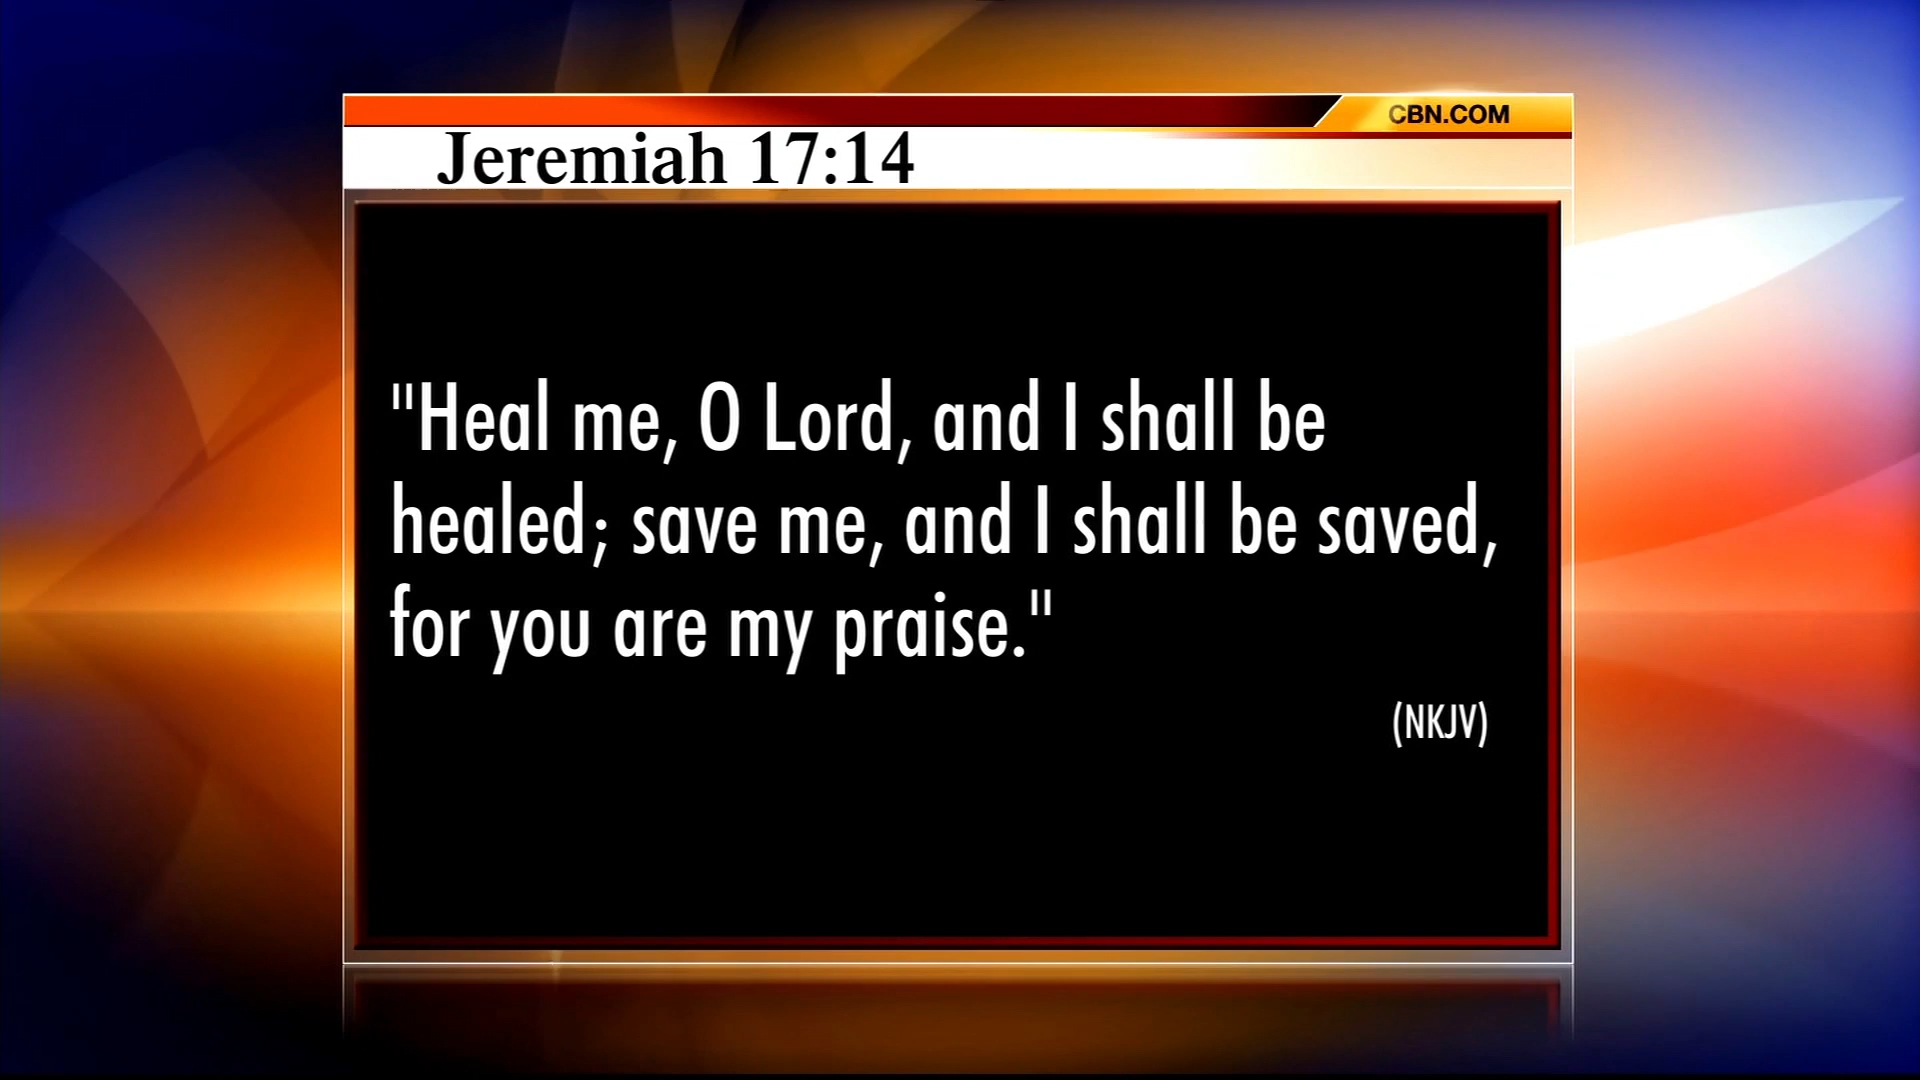 CBN.COM
Jeremiah 17:14
"Heal me, O Lord, and I shall be
healed; save me, and I shall be saved,
for you are my praise."
(NKJV)